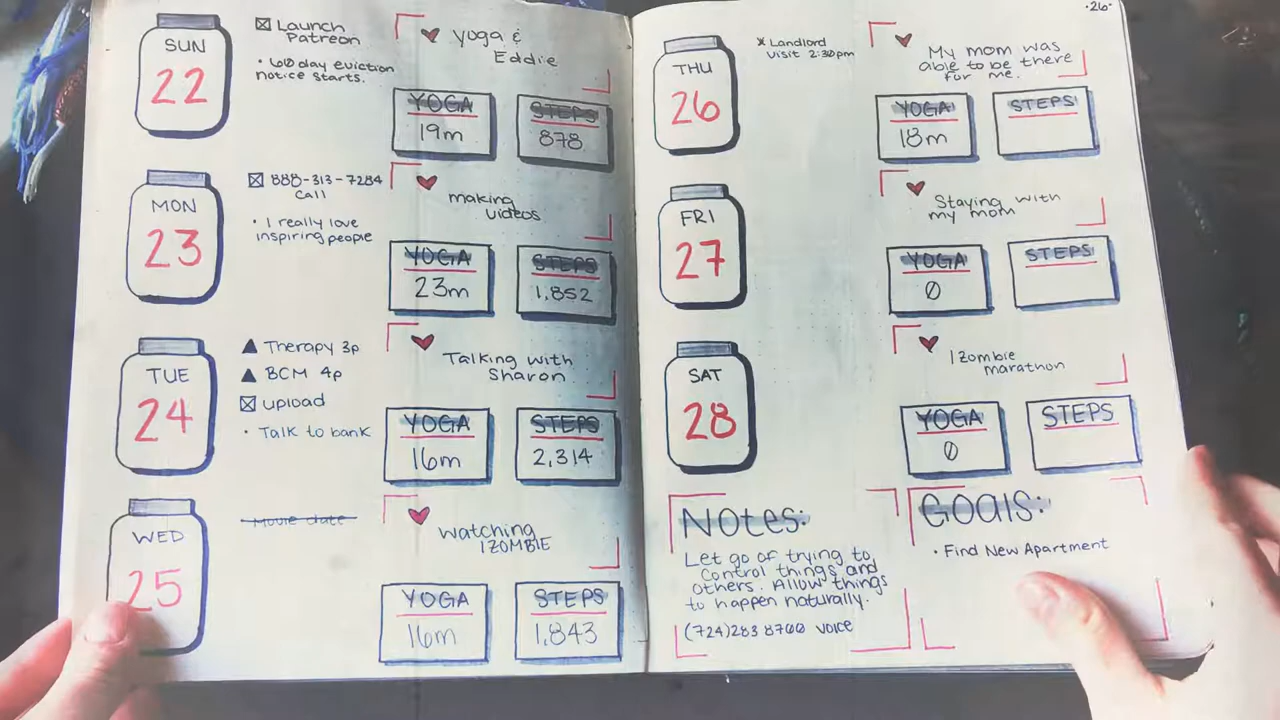 SUN
22
Launch
Patreon
• 60 day eviction
notice starts.
yoga &
Eddie
YOGA
19m
STEPS
878
MON
23
888-313-7284
Call
• I really love
inspiring people
making
videos
YOGA
23m
STEPS
1,852
TUE
24
Therapy 3p
BCM 4p
upload
• Talk to bank
Talking with
Sharon
YOGA
16m
STEPS
2,314
WED
25
Movie date
watching
IZOMBIE
YOGA
16m
STEPS
1,843
·26·
THU
26
x Landlord
visit 2:30pm
My mom was
able to be there
for me.
YOGA
18m
STEPS
FRI
27
Staying with
my mom
YOGA
0
STEPS
SAT
28
IZombie
marathon
YOGA
0
STEPS
Notes:
Let go of trying to
control things and
others. Allow things
to happen naturally.
(724)283 8700 voice
Goals:
• Find New Apartment